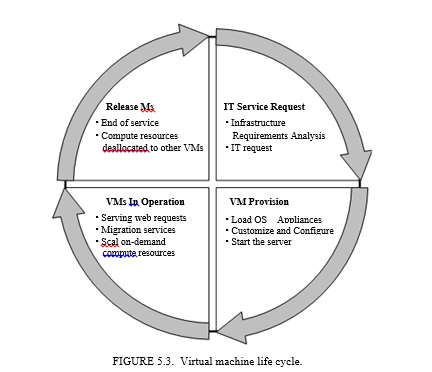 Release Ms
• End of service
• Compute resources
deallocated to other VMs
IT Service Request
• Infrastructure
Requirements Analysis
• IT request
VMs In Operation
• Serving web requests
• Migration services
• Scal on-demand
compute resources
VM Provision
• Load OS Appliances
• Customize and Configure
• Start the server
FIGURE 5.3. Virtual machine life cycle.